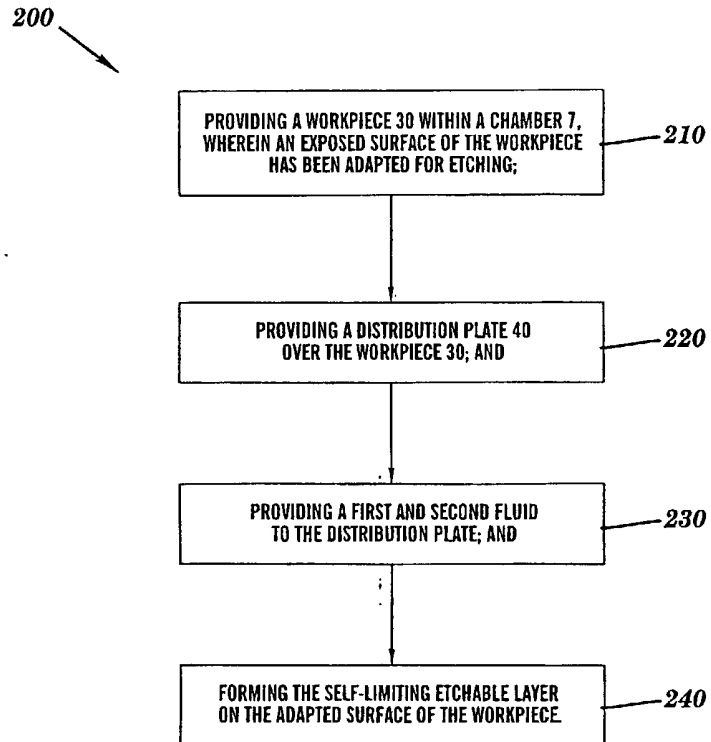 200
PROVIDING A WORKPIECE 30 WITHIN A CHAMBER 7,
WHEREIN AN EXPOSED SURFACE OF THE WORKPIECE
HAS BEEN ADAPTED FOR ETCHING;
210
PROVIDING A DISTRIBUTION PLATE 40
OVER THE WORKPIECE 30; AND
220
PROVIDING A FIRST AND SECOND FLUID
TO THE DISTRIBUTION PLATE; AND
230
FORMING THE SELF-LIMITING ETCHABLE LAYER
ON THE ADAPTED SURFACE OF THE WORKPIECE.
240